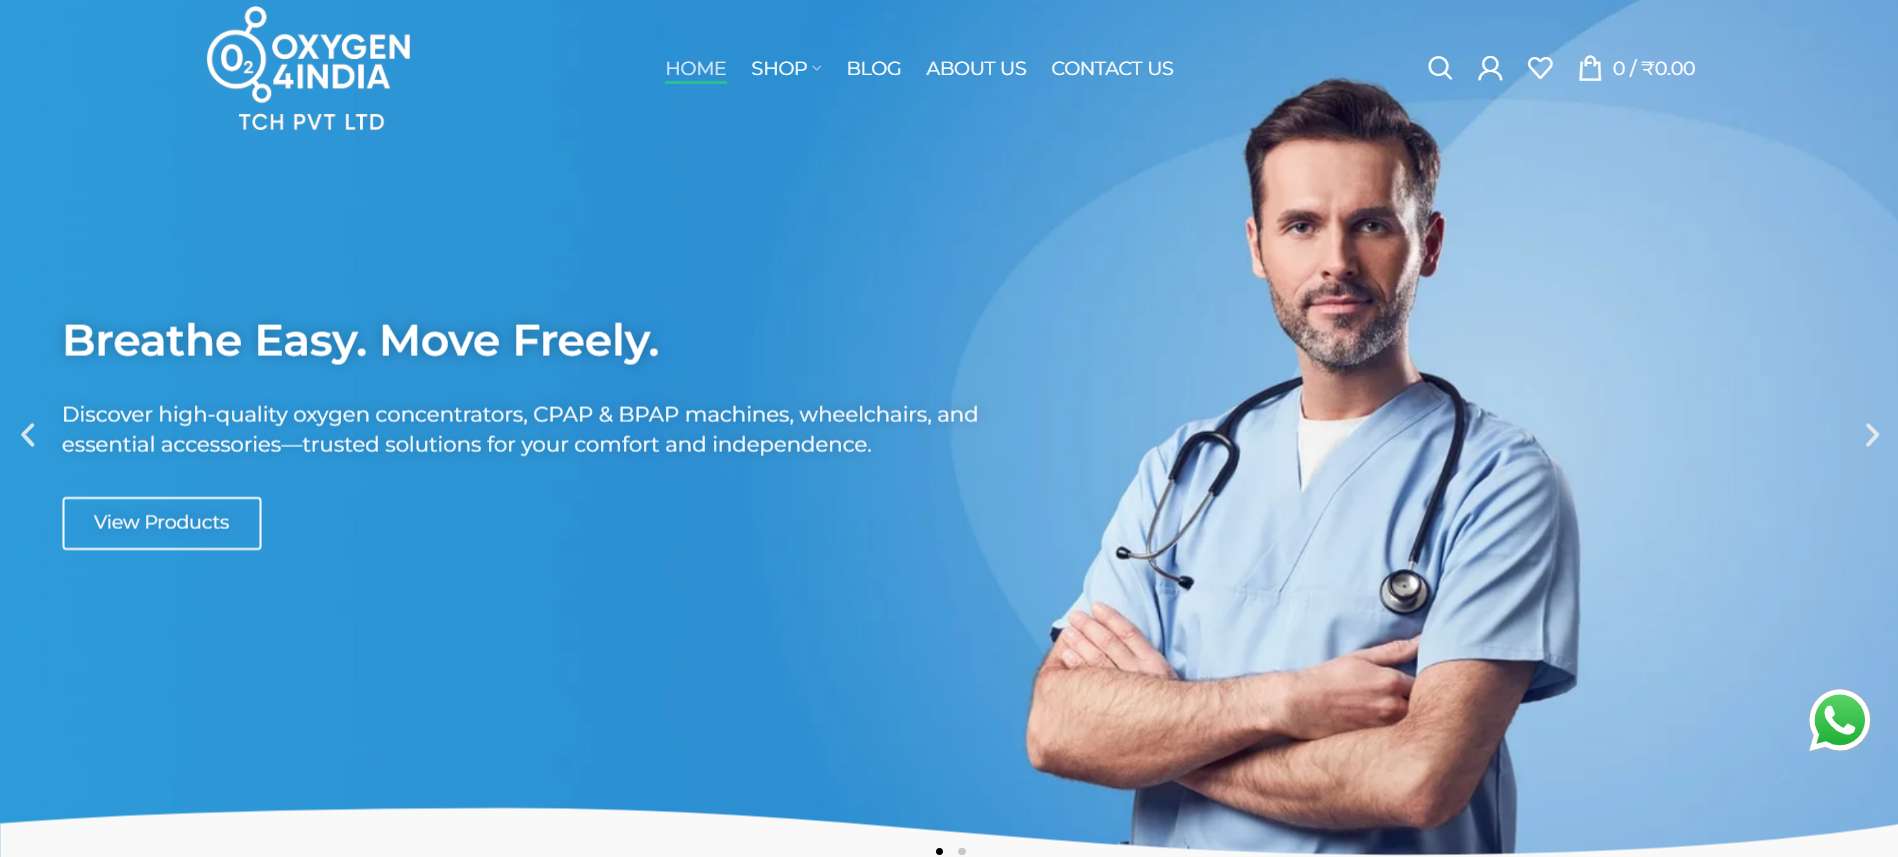 O2 OXYGEN
4INDIA
TCH PVT LTD
HOME SHOP BLOG ABOUT US CONTACT US
0 / ₹0.00
Breathe Easy. Move Freely.
Discover high-quality oxygen concentrators, CPAP & BPAP machines, wheelchairs, and
essential accessories—trusted solutions for your comfort and independence.
View Products